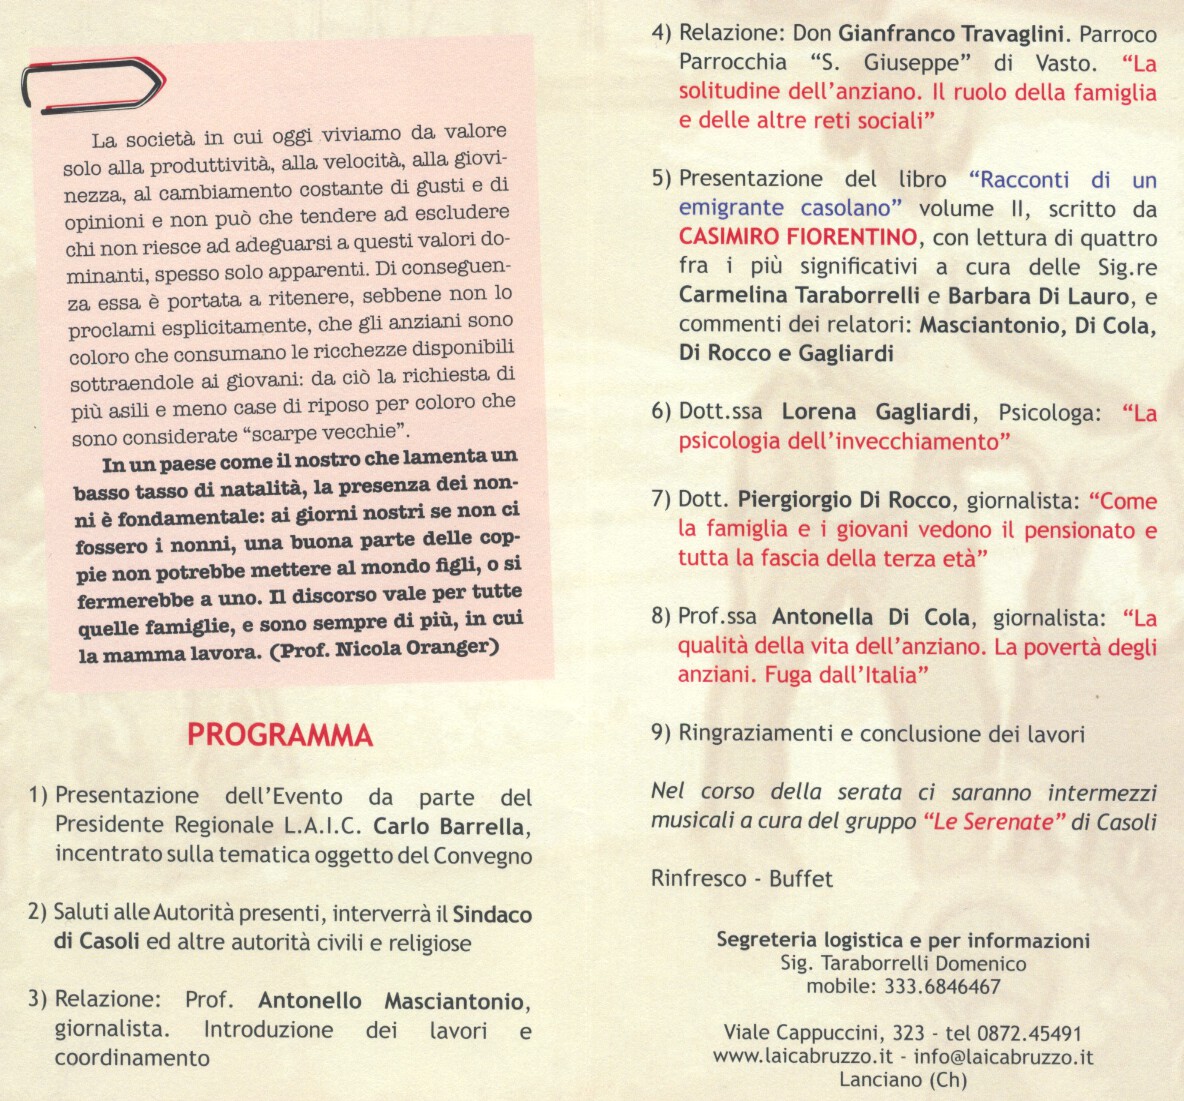 La società in cui oggi viviamo da valore
solo alla produttività, alla velocità, alla giovi-
nezza, al cambiamento costante di gusti e di
opinioni e non può che tendere ad escludere
chi non riesce ad adeguarsi a questi valori do-
minanti, spesso solo apparenti. Di conseguen-
za essa è portata a ritenere, sebbene non lo
proclami esplicitamente, che gli anziani sono
coloro che consumano le ricchezze disponibili
sottraendole ai giovani: da ciò la richiesta di
più asili e meno case di riposo per coloro che
sono considerate “scarpe vecchie”.
In un paese come il nostro che lamenta un
basso tasso di natalità, la presenza dei non-
ni è fondamentale: ai giorni nostri se non ci
fossero i nonni, una buona parte delle cop-
pie non potrebbe mettere al mondo figli, o si
fermerebbe a uno. Il discorso vale per tutte
quelle famiglie, e sono sempre di più, in cui
la mamma lavora. (Prof. Nicola Oranger)
PROGRAMMA
1) Presentazione dell’Evento da parte del
Presidente Regionale L.A.I.C. Carlo Barrella,
incentrato sulla tematica oggetto del Convegno
2) Saluti alle Autorità presenti, interverrà il Sindaco
di Casoli ed altre autorità civili e religiose
3) Relazione: Prof. Antonello Masciantonio,
giornalista. Introduzione dei lavori e
coordinamento
4) Relazione: Don Gianfranco Travaglini. Parroco
Parrocchia “S. Giuseppe” di Vasto. “La
solitudine dell’anziano. Il ruolo della famiglia
e delle altre reti sociali”
5) Presentazione del libro “Racconti di un
emigrante casolano” volume II, scritto da
CASIMIRO FIORENTINO, con lettura di quattro
fra i più significativi a cura delle Sig.re
Carmelina Taraborrelli e Barbara Di Lauro, e
commenti dei relatori: Masciantonio, Di Cola,
Di Rocco e Gagliardi
6) Dott.ssa Lorena Gagliardi, Psicologa: “La
psicologia dell’invecchiamento”
7) Dott. Piergiorgio Di Rocco, giornalista: “Come
la famiglia e i giovani vedono il pensionato e
tutta la fascia della terza età”
8) Prof.ssa Antonella Di Cola, giornalista: “La
qualità della vita dell’anziano. La povertà degli
anziani. Fuga dall’Italia”
9) Ringraziamenti e conclusione dei lavori
Nel corso della serata ci saranno intermezzi
musicali a cura del gruppo “Le Serenate” di Casoli
Rinfresco - Buffet
Segreteria logistica e per informazioni
Sig. Taraborrelli Domenico
mobile: 333.6846467
Viale Cappuccini, 323 - tel 0872.45491
www.laicabruzzo.it - info@laicabruzzo.it
Lanciano (Ch)